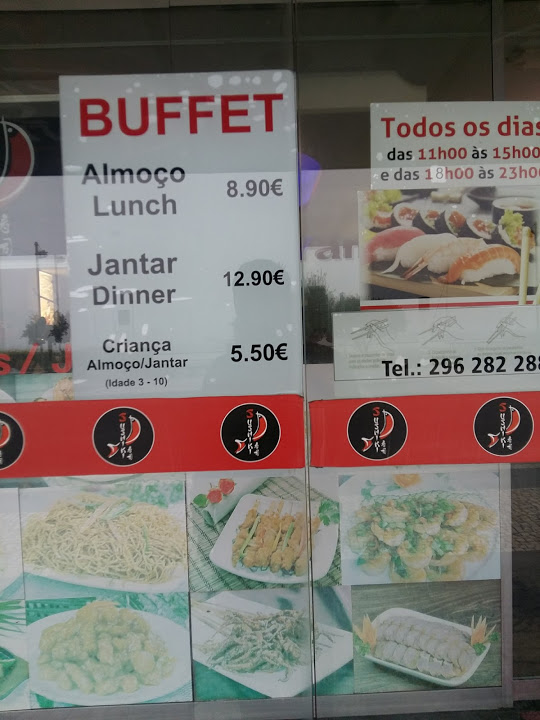 BUFFET
Almoço
Lunch
8.90€
Jantar
Dinner
12.90€
Criança
Almoço/Jantar
(Idade 3 - 10)
5.50€
Todos os dias
das 11h00 às 15h00
e das 18h00 às 23h00
Tel.: 296 282 288